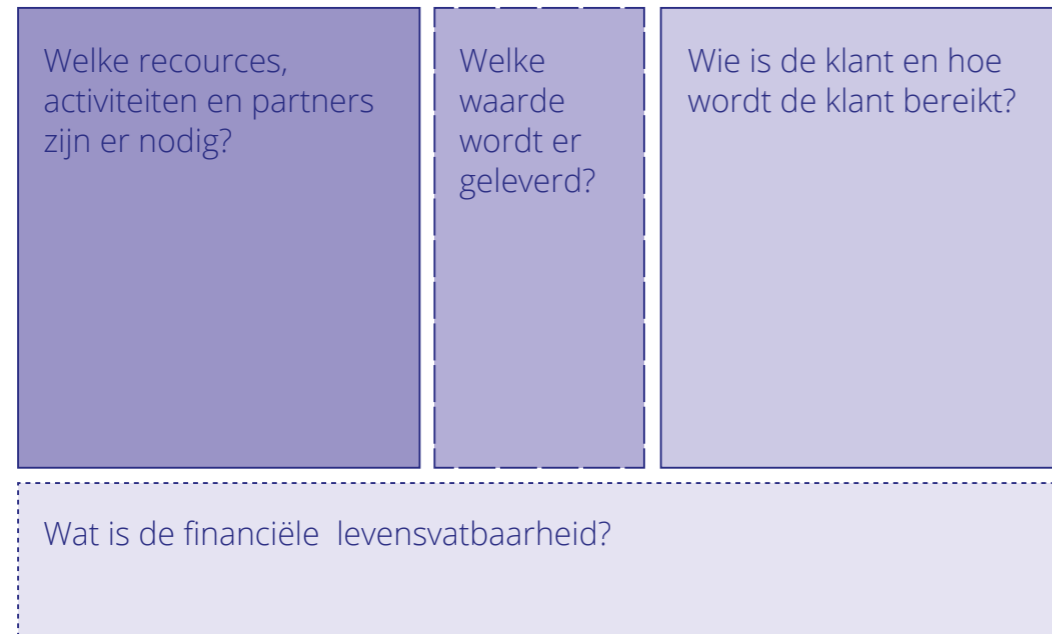 Welke recources,
activiteiten en partners
zijn er nodig?
Welke
waarde
wordt er
geleverd?
Wie is de klant en hoe
wordt de klant bereikt?
Wat is de financiële  levensvatbaarheid?